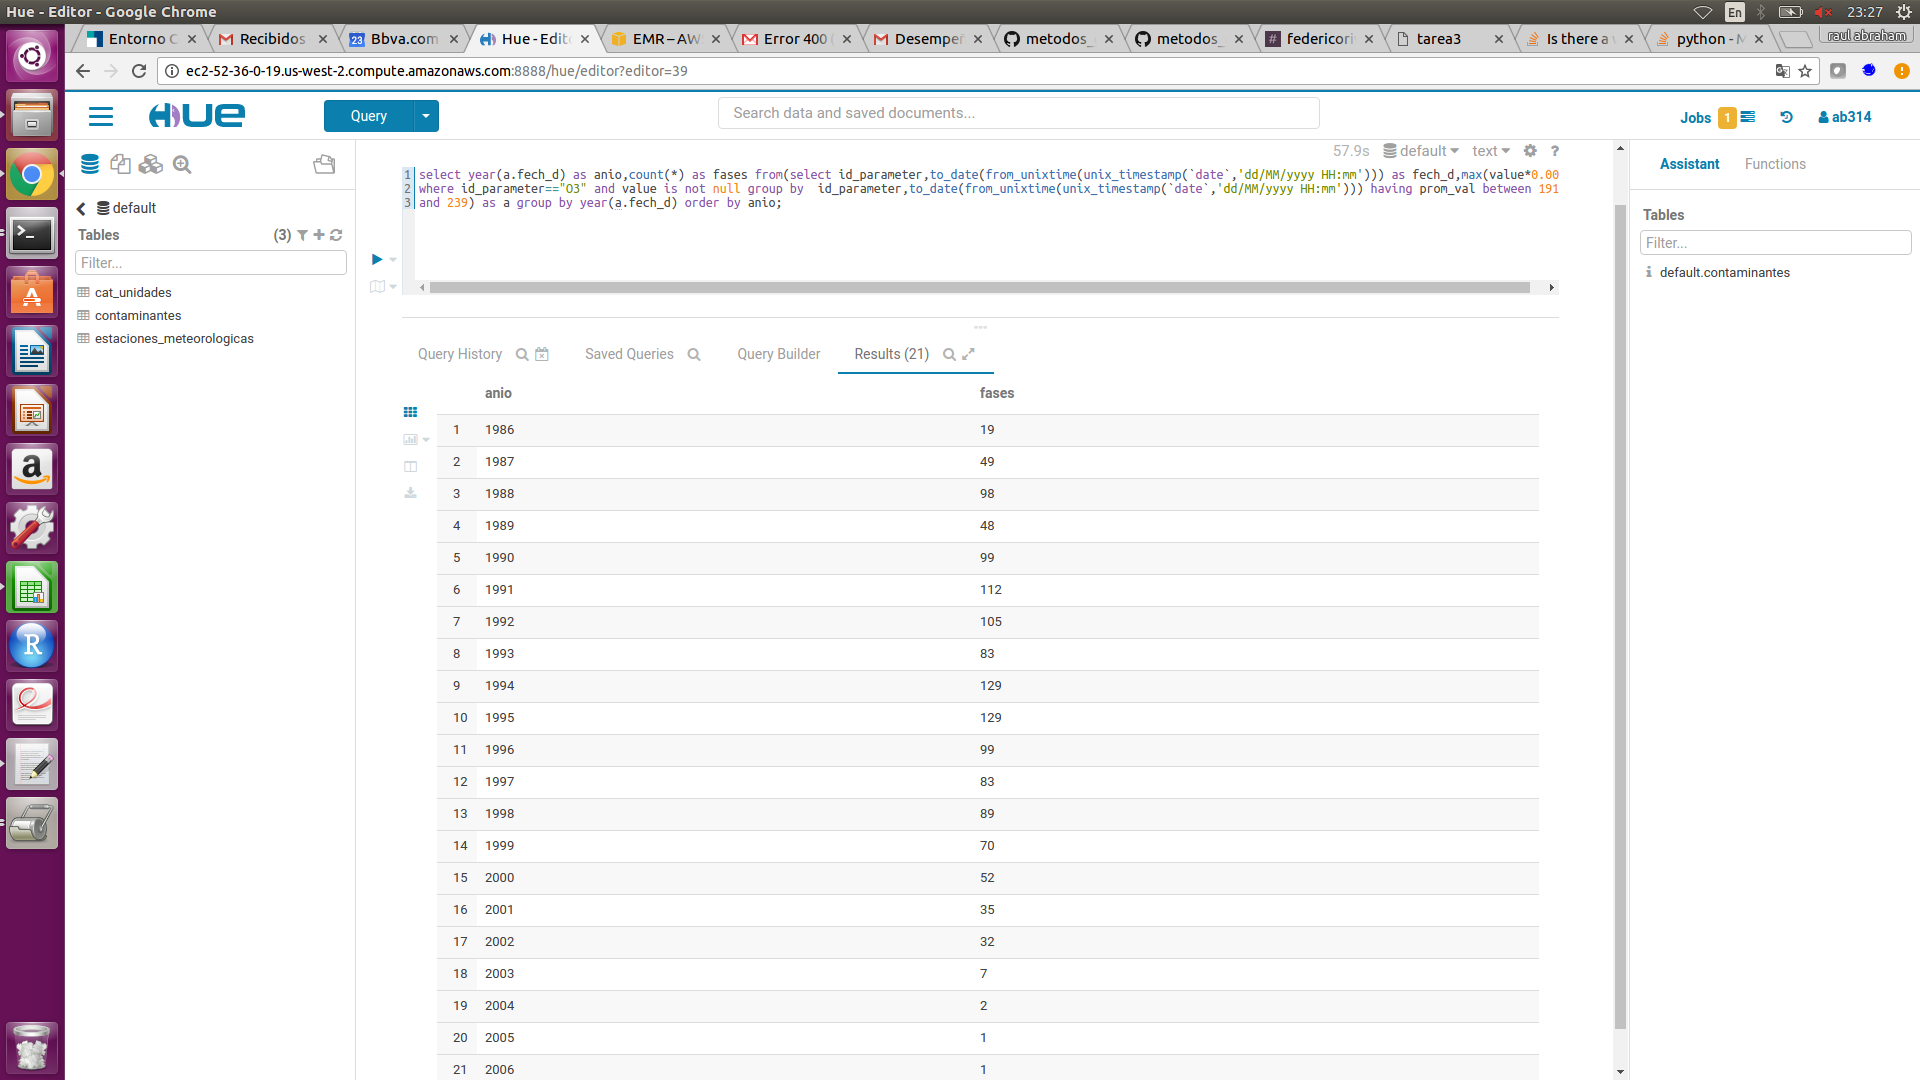 Hue - Editor - Google Chrome
En
23:27
Entorno C
Recibidos
23 Bbva.com
Hue - Edit
EMR – AW
Error 400 (
Desempeñ
metodos_
metodos_
# federicori
tarea3
Is there a
python - M
raul abraham
ec2-52-36-0-19.us-west-2.compute.amazonaws.com:8888/hue/editor?editor=39
HUE
Query
Search data and saved documents...
Jobs 1
ab314
57.9s default text ?
default
Tables (3)
Filter...
cat_unidades
contaminantes
estaciones_meteorologicas
1 select year(a.fech_d) as anio,count(*) as fases from(select id_parameter,to_date(from_unixtime(unix_timestamp(`date`,'dd/MM/yyyy HH:mm'))) as fech_d,max(value*0.00
2 where id_parameter=="O3" and value is not null group by  id_parameter,to_date(from_unixtime(unix_timestamp(`date`,'dd/MM/yyyy HH:mm'))) having prom_val between 191
3 and 239) as a group by year(a.fech_d) order by anio;
Query History
Saved Queries
Query Builder
Results (21)
anio fases
1 1986 19
2 1987 49
3 1988 98
4 1989 48
5 1990 99
6 1991 112
7 1992 105
8 1993 83
9 1994 129
10 1995 129
11 1996 99
12 1997 83
13 1998 89
14 1999 70
15 2000 52
16 2001 35
17 2002 32
18 2003 7
19 2004 2
20 2005 1
21 2006 1
Assistant
Functions
Tables
Filter...
default.contaminantes